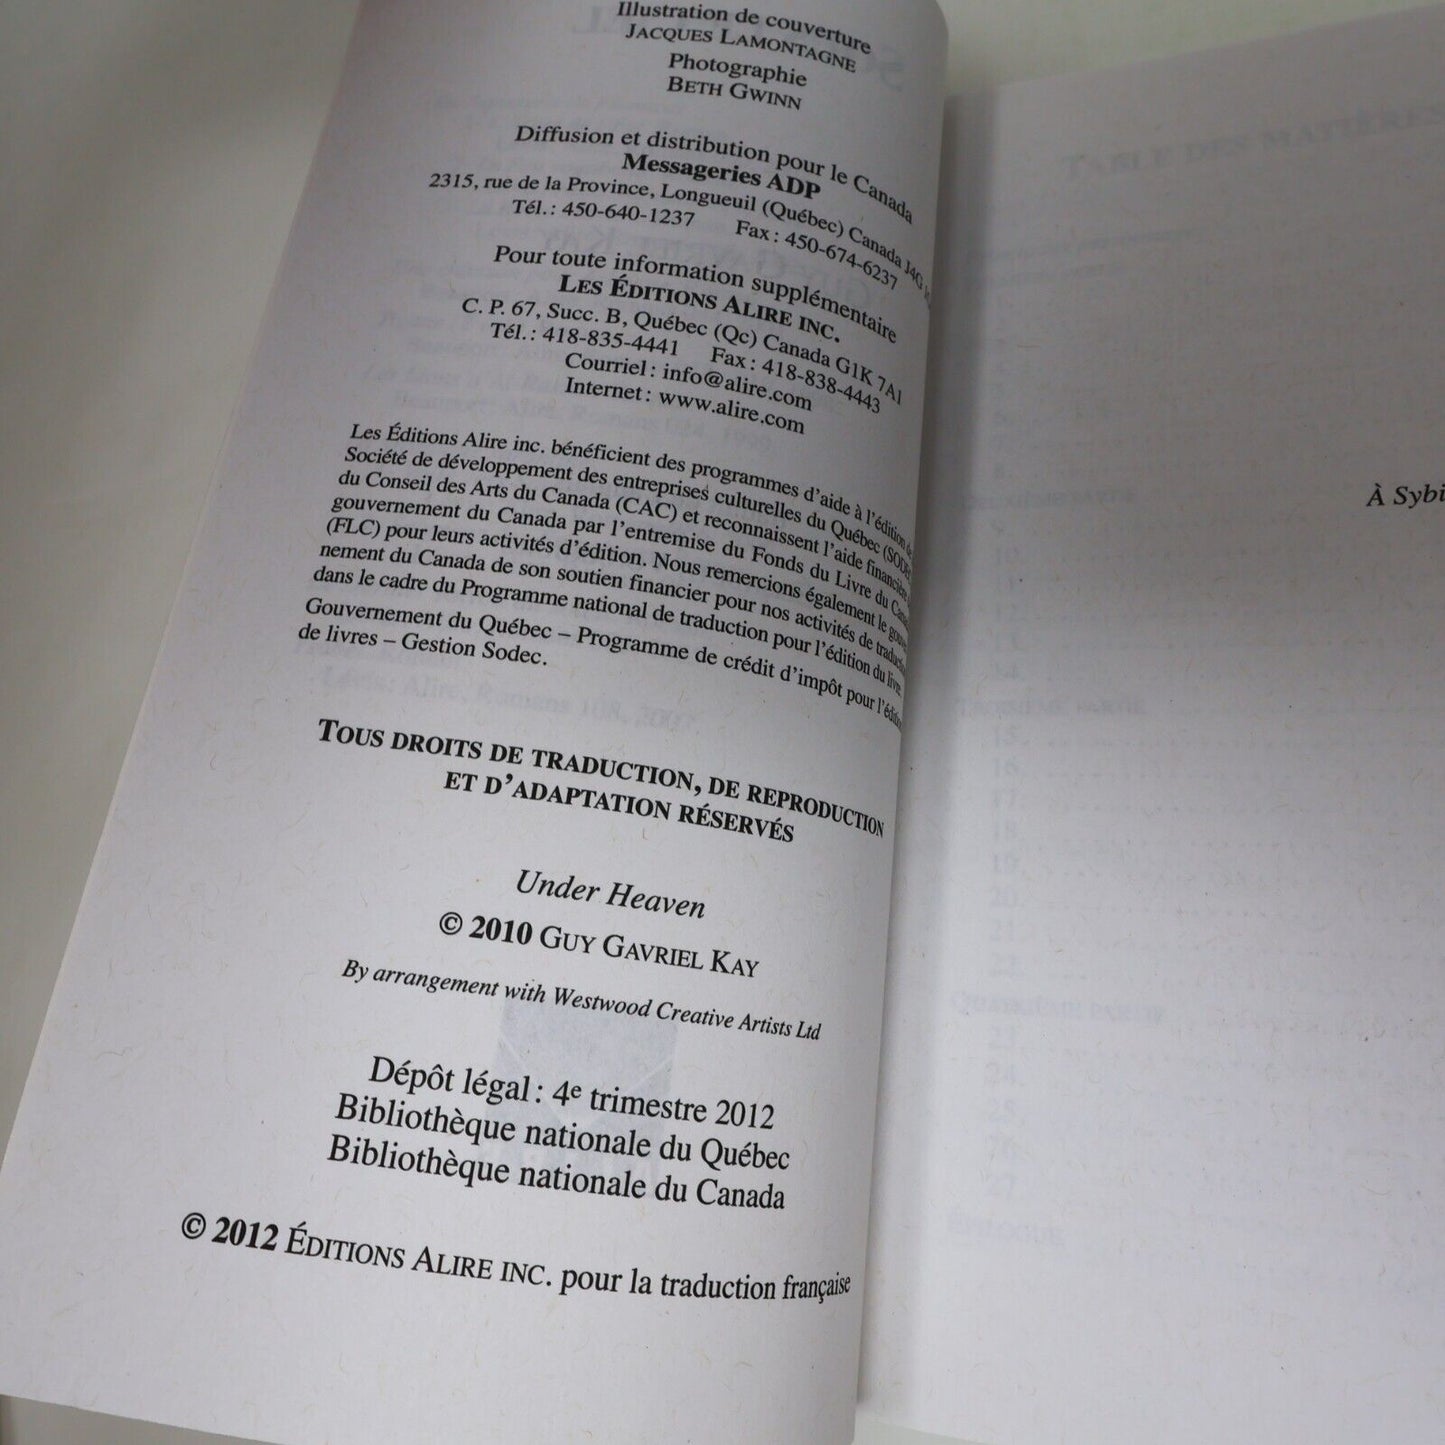 Illustration de couverture
JACQUES LAMONTAGNE
Photographie
BETH GWINN
Diffusion et distribution pour le Canada
Messageries ADP
2315, rue de la Province, Longueuil (Québec) Canada J4G
Tél. : 450-640-1237 Fax : 450-674-6237
Pour toute information supplémentaire
LES ÉDITIONS ALIRE INC.
C. P. 67, Succ. B, Québec (Qc) Canada G1K 7A1
Tél. : 418-835-4441 Fax : 418-838-4443
Courriel : info@alire.com
Internet : www.alire.com
Les Éditions Alire inc. bénéficient des programmes d'aide à l'édition de
Société de développement des entreprises culturelles du Québec
du Conseil des Arts du Canada (CAC) et reconnaissent l'aide financière
gouvernement du Canada par l'entremise du Fonds du Livre du
(FLC) pour leurs activités d'édition. Nous remercions également le
nement du Canada de son soutien financier pour nos activités de
dans le cadre du Programme national de traduction pour l'édition du livre.
Gouvernement du Québec – Programme de crédit d'impôt pour
de livres – Gestion Sodec.
TOUS DROITS DE TRADUCTION, DE REPRODUCTION
ET D'ADAPTATION RÉSERVÉS
Under Heaven
© 2010 GUY GAVRIEL KAY
By arrangement with Westwood Creative Artists Ltd
Dépôt légal : 4e trimestre 2012
Bibliothèque nationale du Québec
Bibliothèque nationale du Canada
© 2012 ÉDITIONS ALIRE INC. pour la traduction française
À